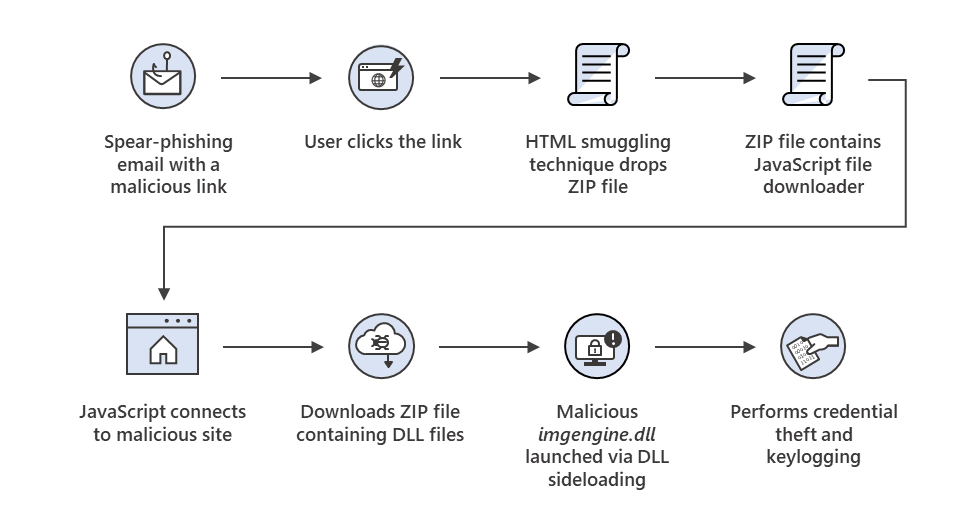 Spear-phishing
email with a
malicious link
User clicks the link
HTML smuggling
technique drops
ZIP file
ZIP file contains
JavaScript file
downloader
JavaScript connects
to malicious site
Downloads ZIP file
containing DLL files
Malicious
imgengine.dll
launched via DLL
sideloading
Performs credential
theft and
keylogging